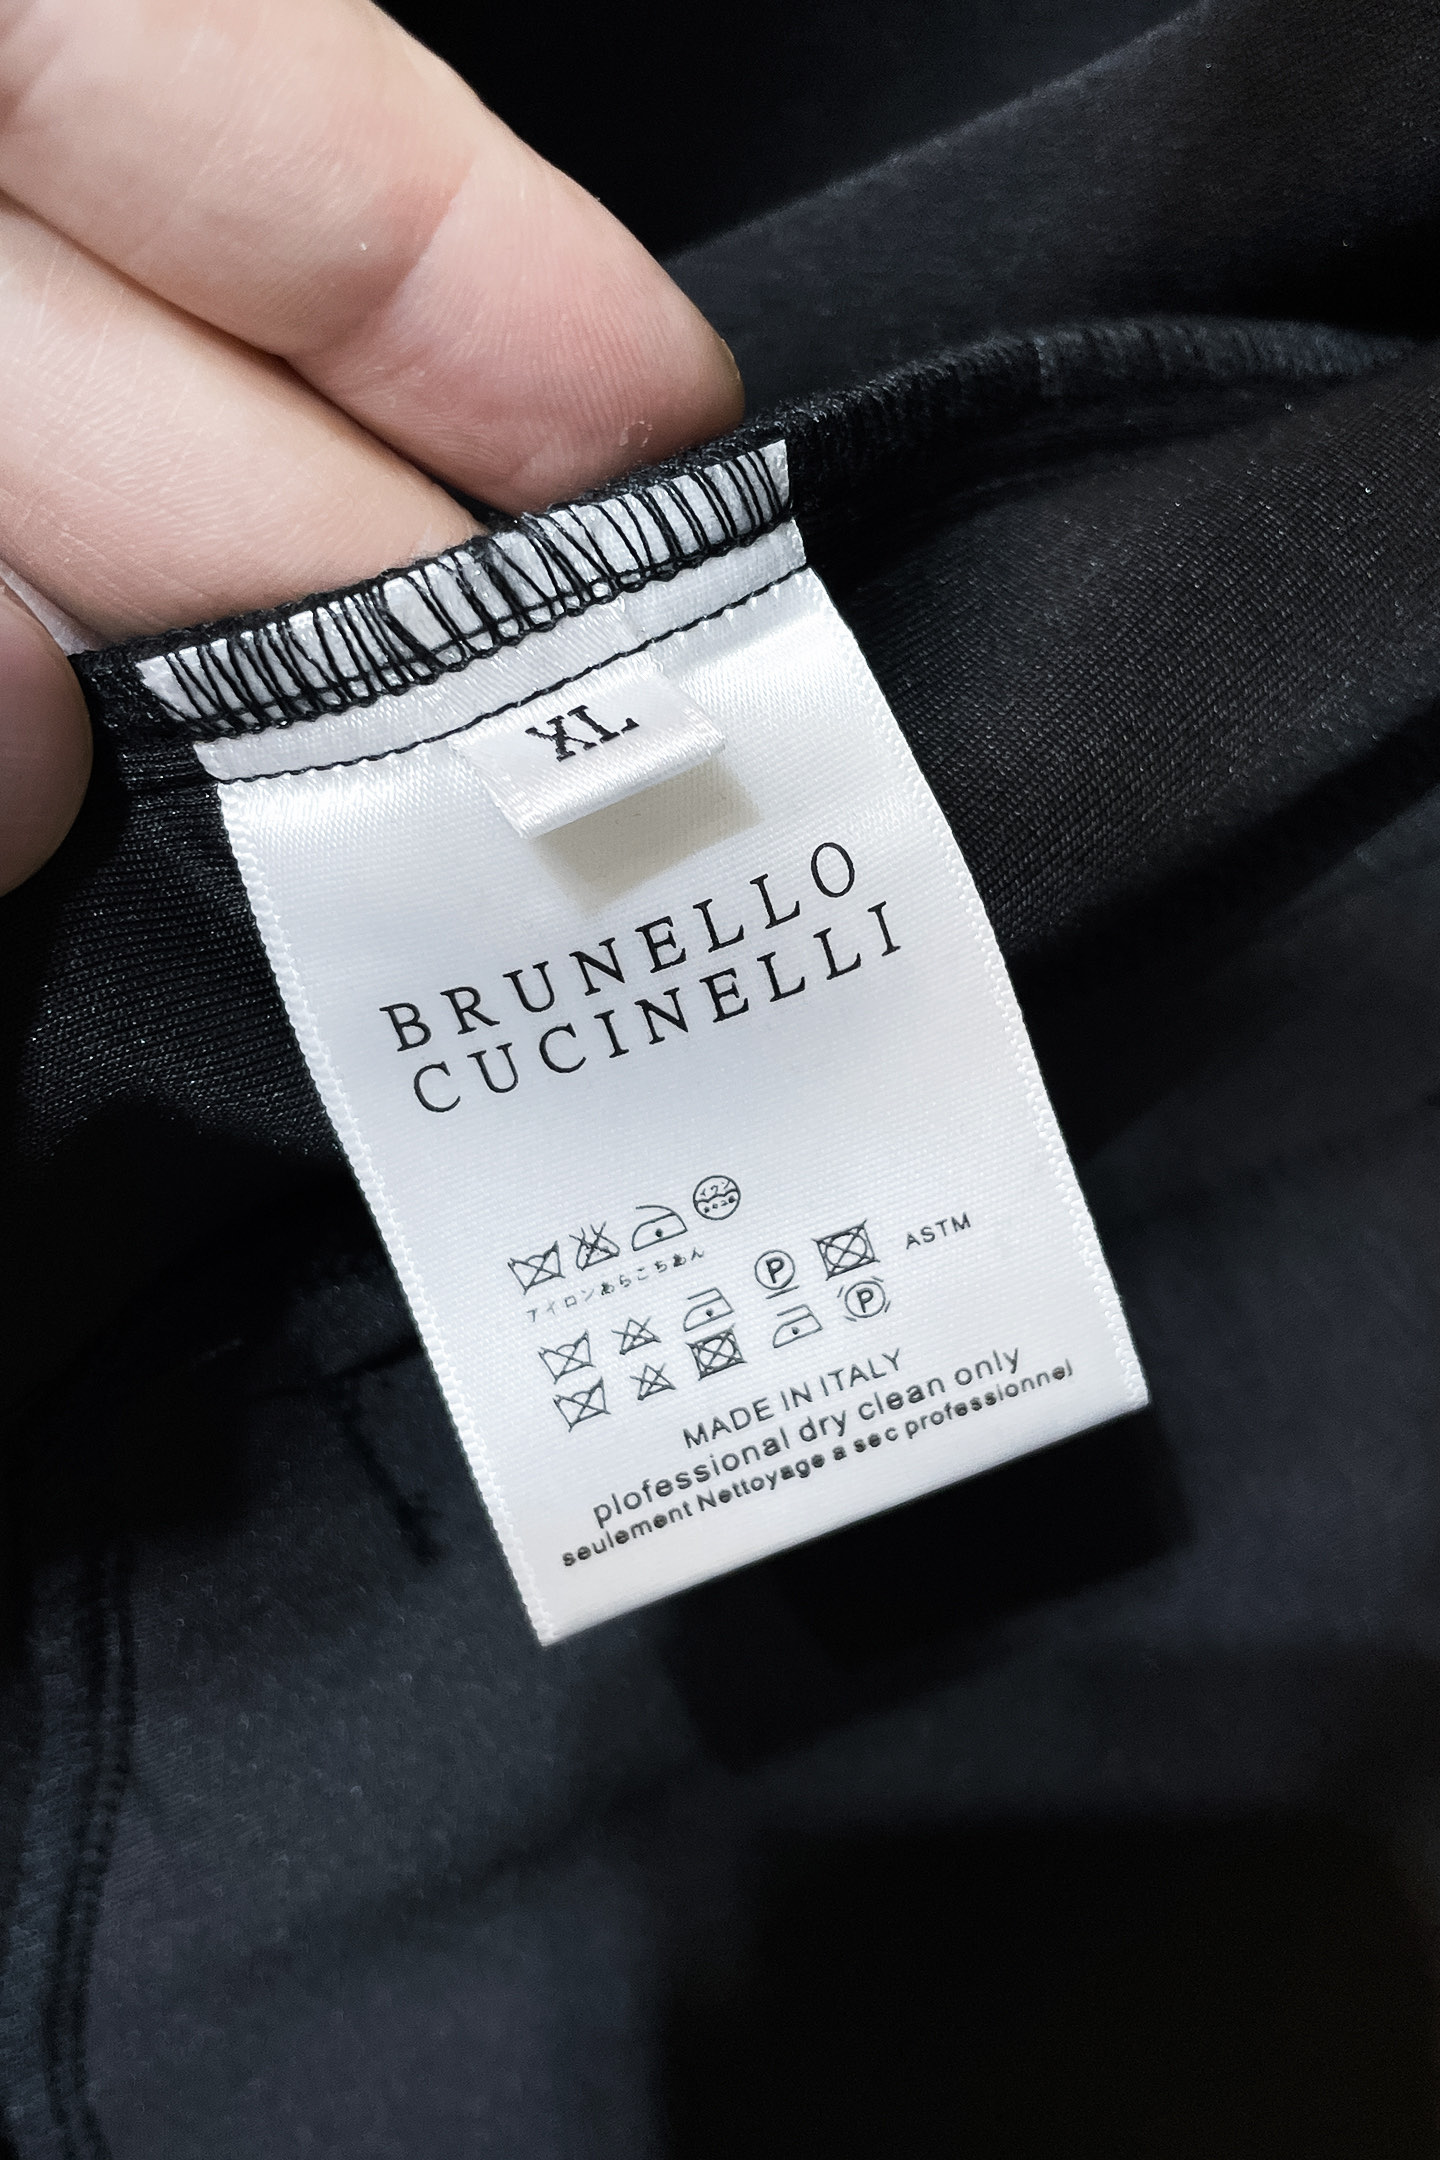 XL
BRUNELLO
CUCINELLI
アイロンあらこちあん
P ASTM
P
MADE IN ITALY
plofessional dry clean only
seulement Nettoyage a sec professionnel